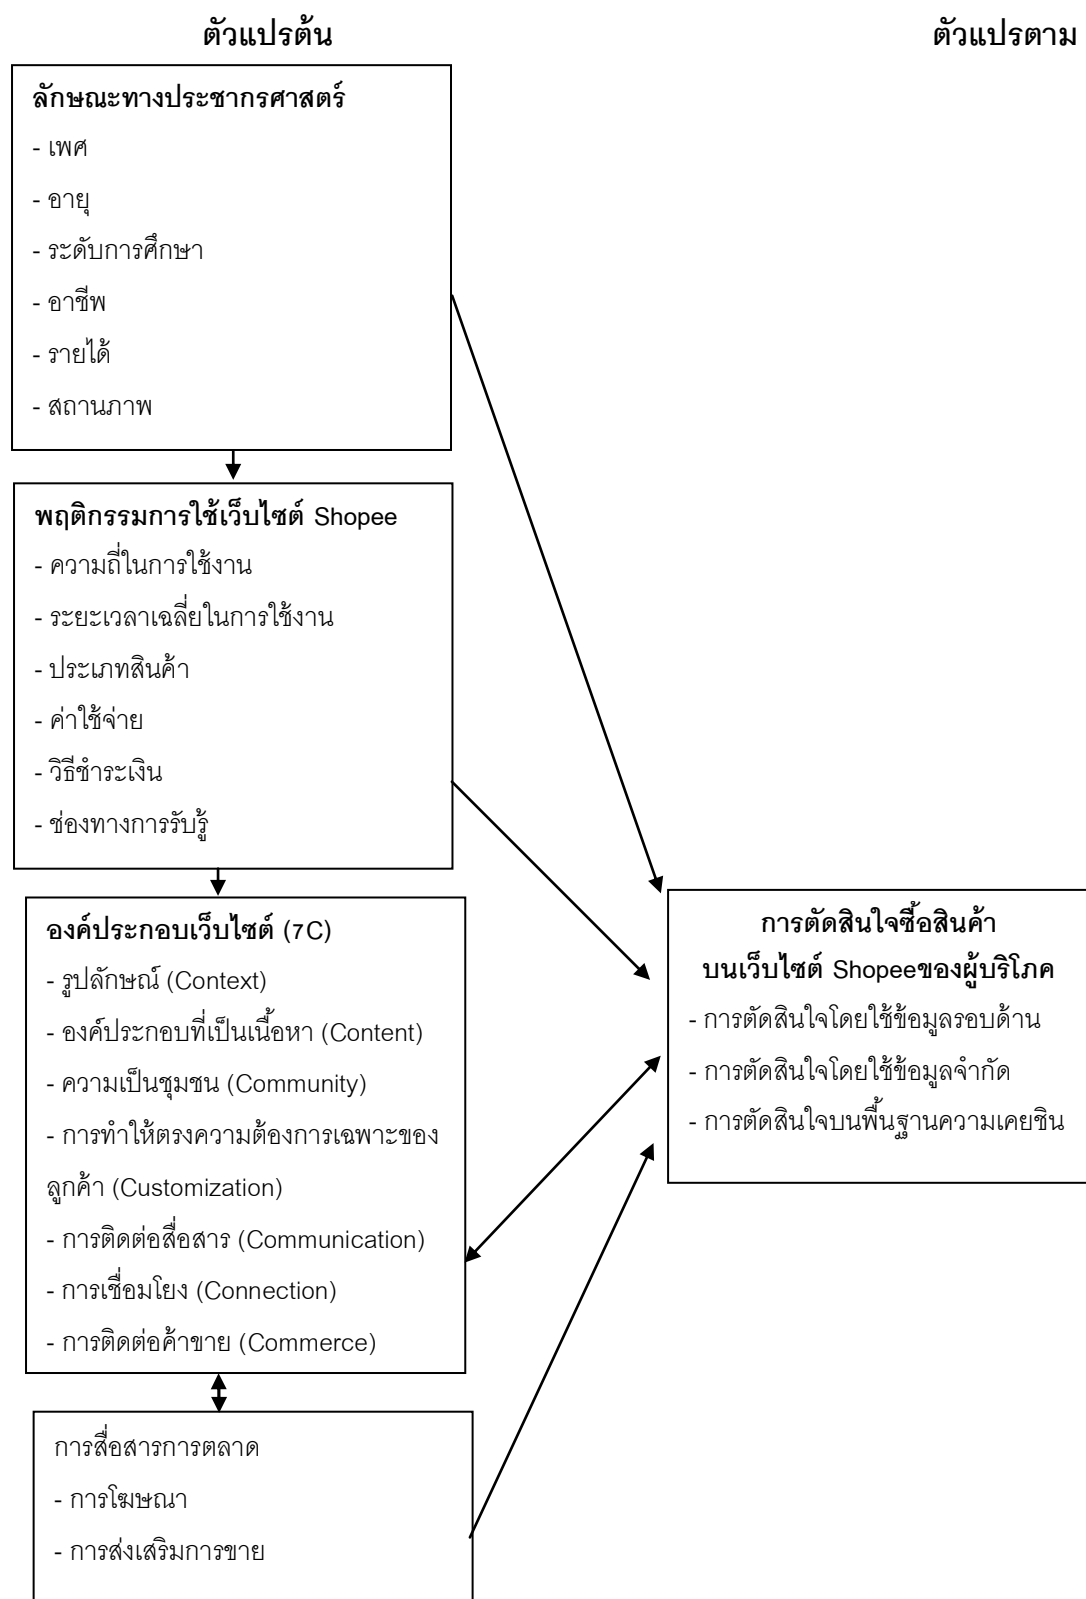 ตัวแปรต้น
ตัวแปรตาม
ลักษณะทางประชากรศาสตร์
- เพศ
- อายุ
- ระดับการศึกษา
- อาชีพ
- รายได้
- สถานภาพ
พฤติกรรมการใช้เว็บไซต์ Shopee
- ความถี่ในการใช้งาน
- ระยะเวลาเฉลี่ยในการใช้งาน
- ประเภทสินค้า
- ค่าใช้จ่าย
- วิธีชำระเงิน
- ช่องทางการรับรู้
องค์ประกอบเว็บไซต์ (7C)
- รูปลักษณ์ (Context)
- องค์ประกอบที่เป็นเนื้อหา (Content)
- ความเป็นชุมชน (Community)
- การทำให้ตรงความต้องการเฉพาะของ
ลูกค้า (Customization)
- การติดต่อสื่อสาร (Communication)
- การเชื่อมโยง (Connection)
- การติดต่อค้าขาย (Commerce)
การสื่อสารการตลาด
- การโฆษณา
- การส่งเสริมการขาย
การตัดสินใจซื้อสินค้า
บนเว็บไซต์ Shopeeของผู้บริโภค
- การตัดสินใจโดยใช้ข้อมูลรอบด้าน
- การตัดสินใจโดยใช้ข้อมูลจำกัด
- การตัดสินใจบนพื้นฐานความเคยชิน